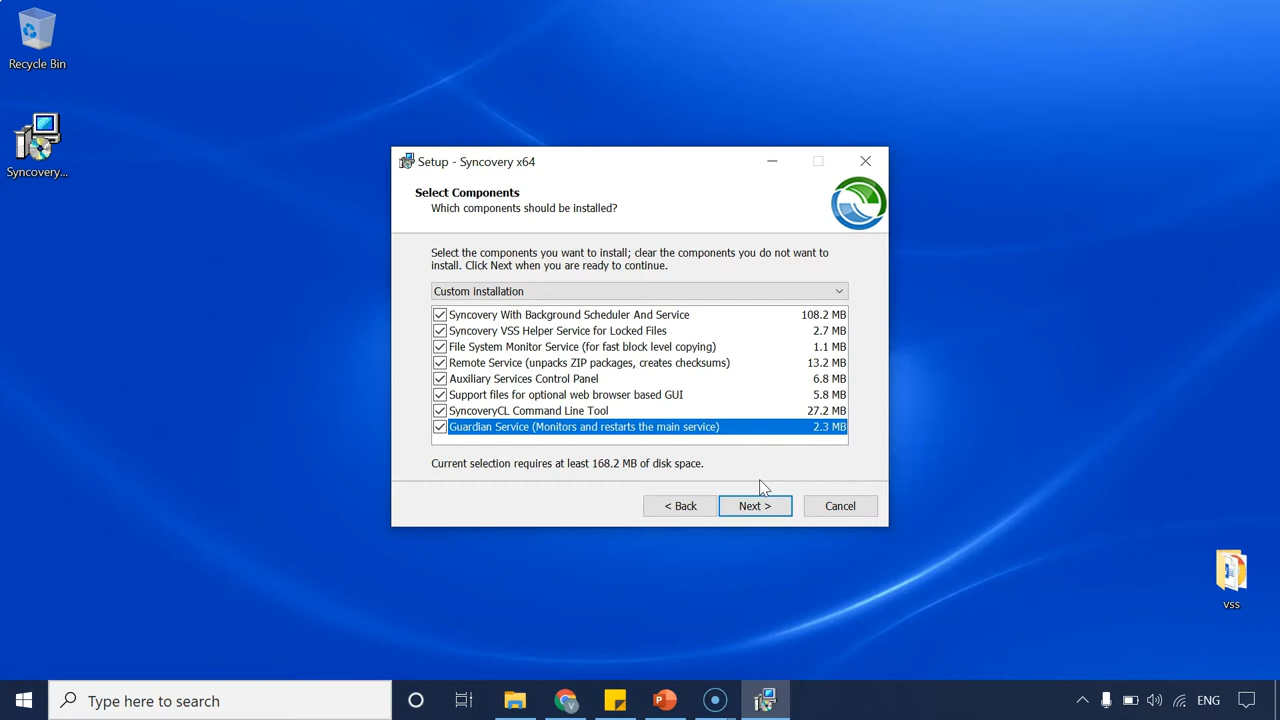 Recycle Bin
Syncovery...
Setup - Syncovery x64
Select Components
Which components should be installed?
Select the components you want to install; clear the components you do not want to
install. Click Next when you are ready to continue.
Custom installation
Syncovery With Background Scheduler And Service 108.2 MB
Syncovery VSS Helper Service for Locked Files 2.7 MB
File System Monitor Service (for fast block level copying) 1.1 MB
Remote Service (unpacks ZIP packages, creates checksums) 13.2 MB
Auxiliary Services Control Panel 6.8 MB
Support files for optional web browser based GUI 5.8 MB
SyncoveryCL Command Line Tool 27.2 MB
Guardian Service (Monitors and restarts the main service) 2.3 MB
Current selection requires at least 168.2 MB of disk space.
< Back Next > Cancel
vss
Type here to search
ENG